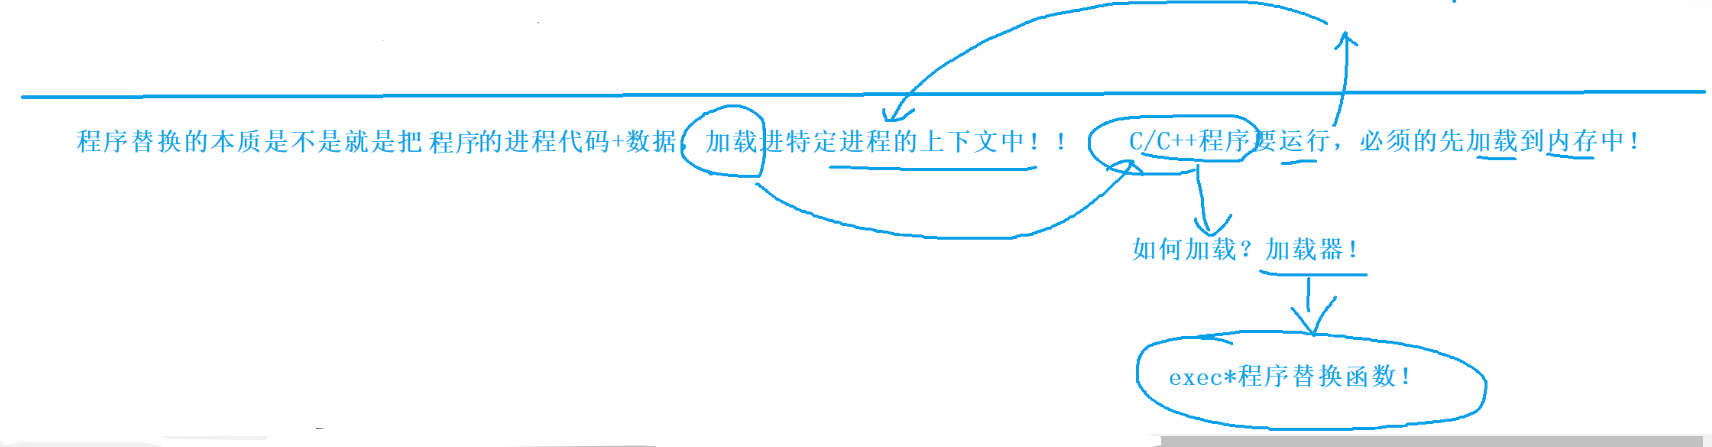 程序替换的本质是不是就是把程序的进程代码+数据，加载进特定进程的上下文中！！ C/C++程序要运行，必须的先加载到内存中！
如何加载？加载器！
exec*程序替换函数！